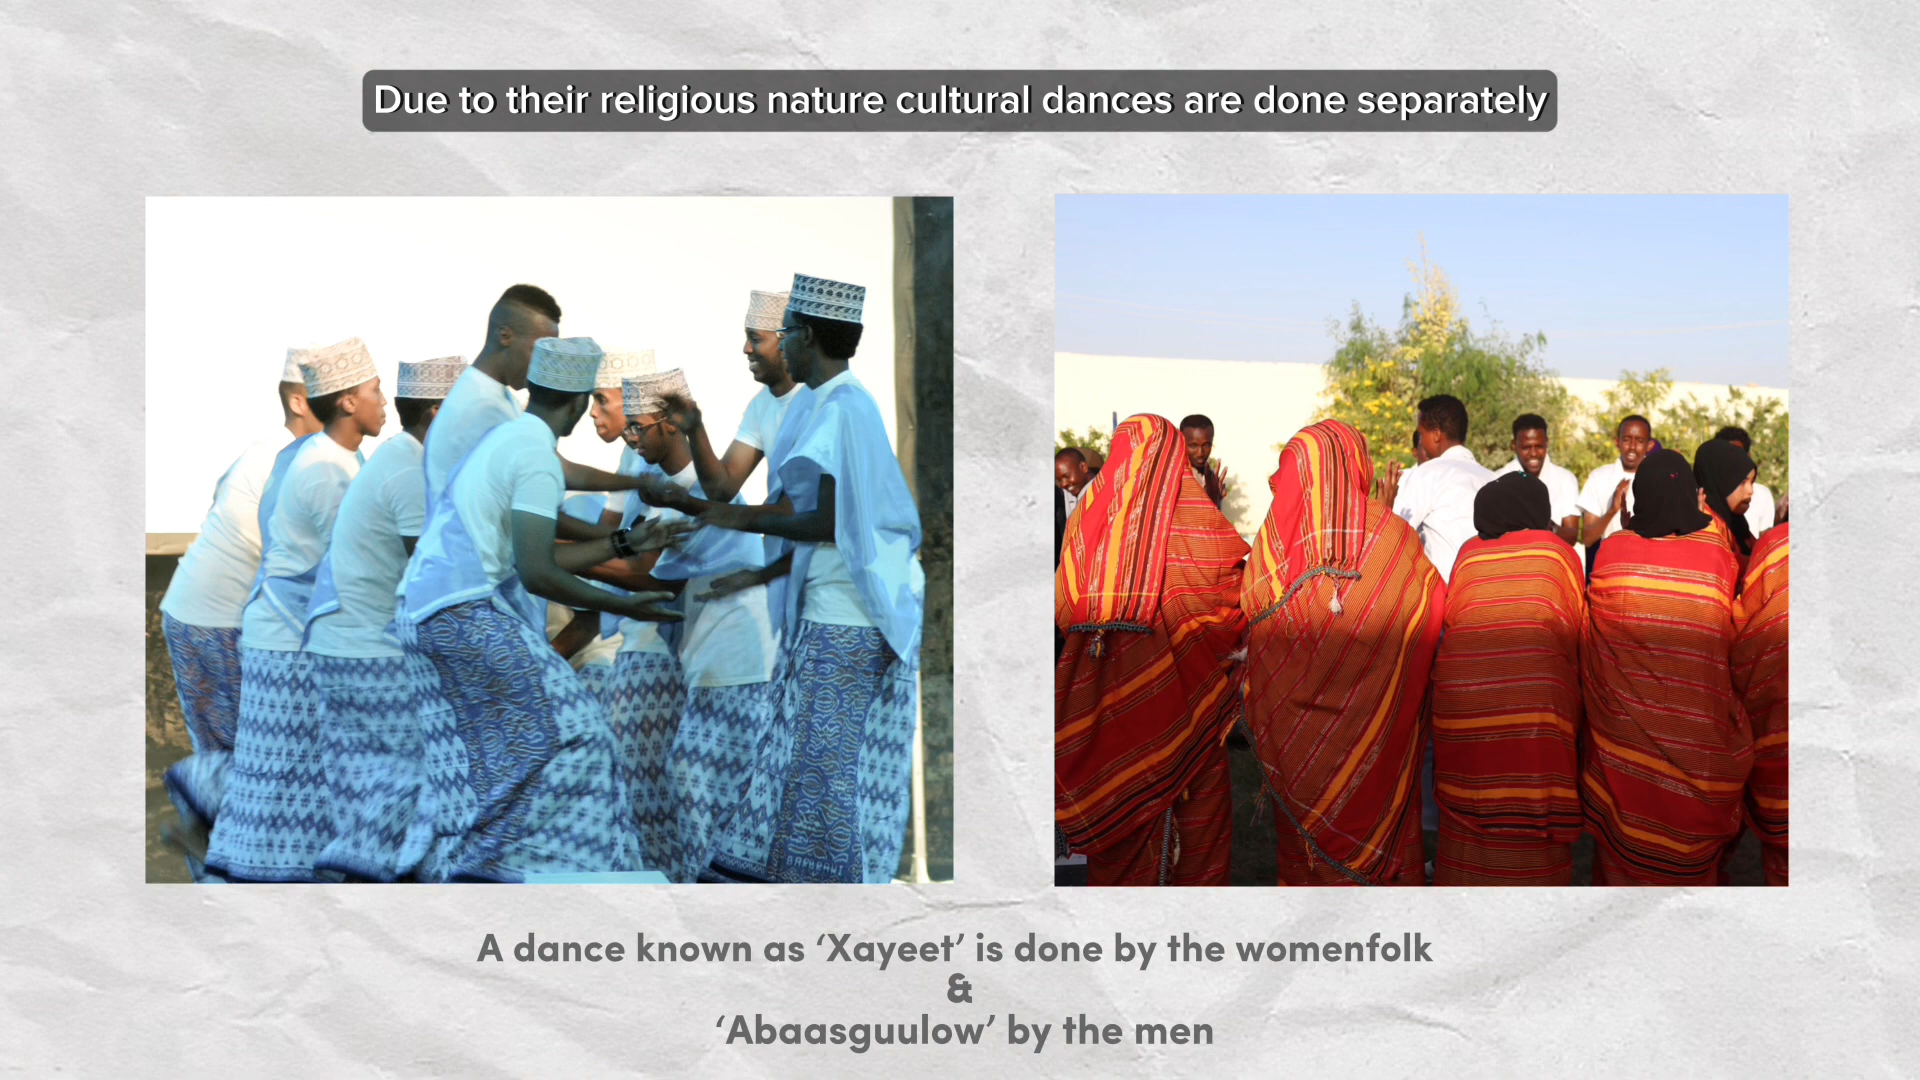 Due to their religious nature cultural dances are done separately
BARAAWI
A dance known as ‘Xayeet’ is done by the womenfolk
&
‘Abaasguulow’ by the men